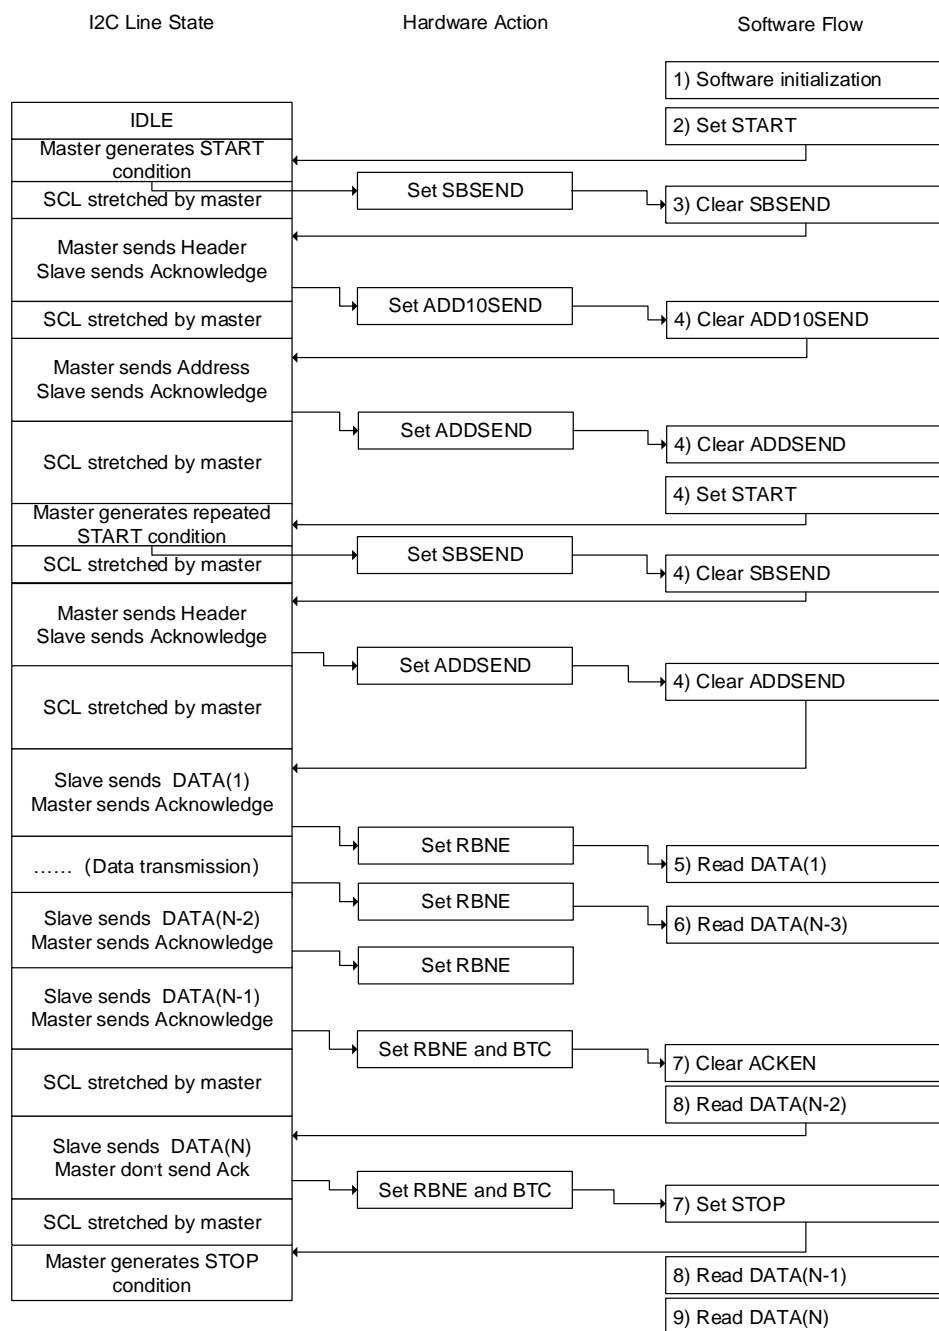 I2C Line State
Hardware Action
Software Flow
1) Software initialization
IDLE
2) Set START
Master generates START
condition
SCL stretched by master
Set SBSEND
3) Clear SBSEND
Master sends Header
Slave sends Acknowledge
Set ADD10SEND
SCL stretched by master
4) Clear ADD10SEND
Master sends Address
Slave sends Acknowledge
Set ADDSEND
4) Clear ADDSEND
SCL stretched by master
4) Set START
Master generates repeated
START condition
Set SBSEND
SCL stretched by master
4) Clear SBSEND
Master sends Header
Slave sends Acknowledge
Set ADDSEND
4) Clear ADDSEND
SCL stretched by master
Slave sends DATA(1)
Master sends Acknowledge
Set RBNE
5) Read DATA(1)
…… (Data transmission)
Set RBNE
6) Read DATA(N-3)
Slave sends DATA(N-2)
Master sends Acknowledge
Set RBNE
Slave sends DATA(N-1)
Master sends Acknowledge
Set RBNE and BTC
7) Clear ACKEN
SCL stretched by master
8) Read DATA(N-2)
Slave sends DATA(N)
Master don't send Ack
Set RBNE and BTC
7) Set STOP
SCL stretched by master
Master generates STOP
condition
8) Read DATA(N-1)
9) Read DATA(N)